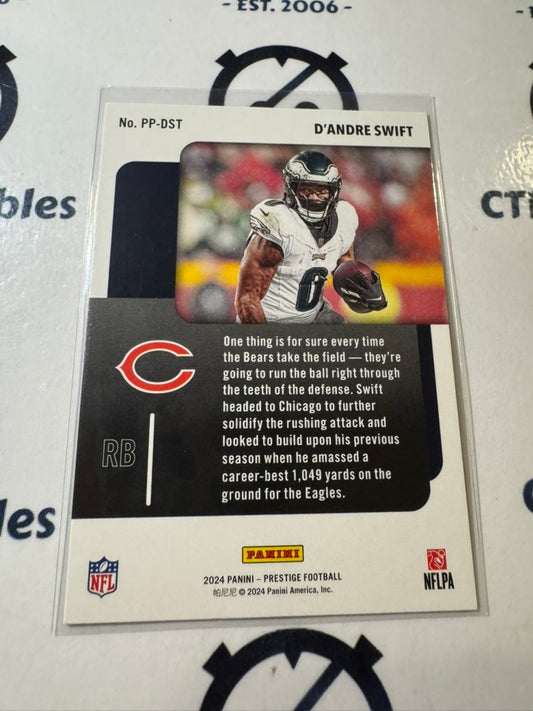 - EST. 2006 -
No. PP-DST
D'ANDRE SWIFT
0
bles
CT
One thing is for sure every time
the Bears take the field — they're
going to run the ball right through
the teeth of the defense. Swift
headed to Chicago to further
solidify the rushing attack and
looked to build upon his previous
season when he amassed a
career-best 1,049 yards on the
ground for the Eagles.
RB
bles
PANINI
NFL
2024 PANINI – PRESTIGE FOOTBALL
帕尼尼 © 2024 Panini America, Inc.
NFLPA